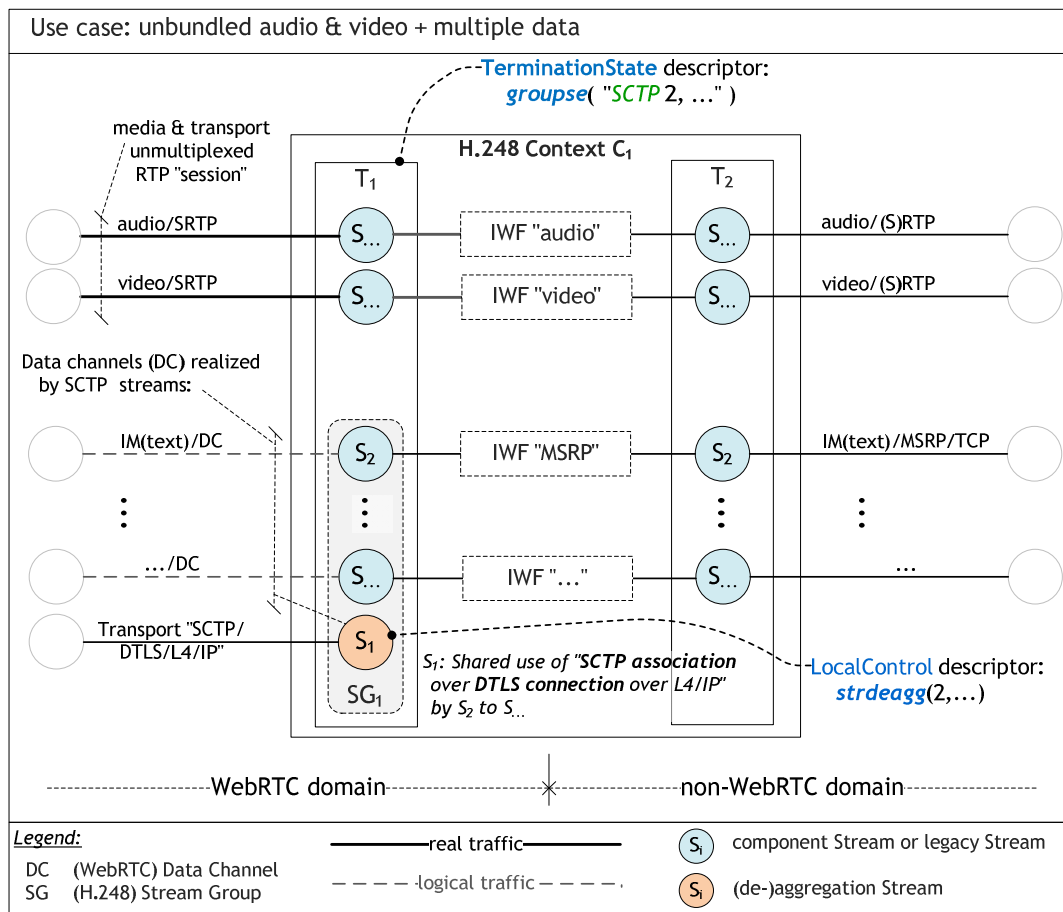 Use case: unbundled audio & video + multiple data
TerminationState descriptor:
groupse( "SCTP 2, ..." )
media & transport
unmultiplexed
RTP "session"
H.248 Context C1
T1
T2
audio/SRTP
S...
IWF "audio"
S...
audio/(S)RTP
video/SRTP
S...
IWF "video"
S...
video/(S)RTP
Data channels (DC) realized
by SCTP streams:
IM(text)/DC
S2
IWF "MSRP"
S2
IM(text)/MSRP/TCP
.../DC
S...
IWF "..."
S...
...
Transport "SCTP/
DTLS/L4/IP"
S1
SG1
S1: Shared use of "SCTP association
over DTLS connection over L4/IP"
by S2 to S...
LocalControl descriptor:
strdeagg(2,...)
WebRTC domain
non-WebRTC domain
Legend:
DC (WebRTC) Data Channel
SG (H.248) Stream Group
real traffic
logical traffic
Si component Stream or legacy Stream
Si (de-)aggregation Stream